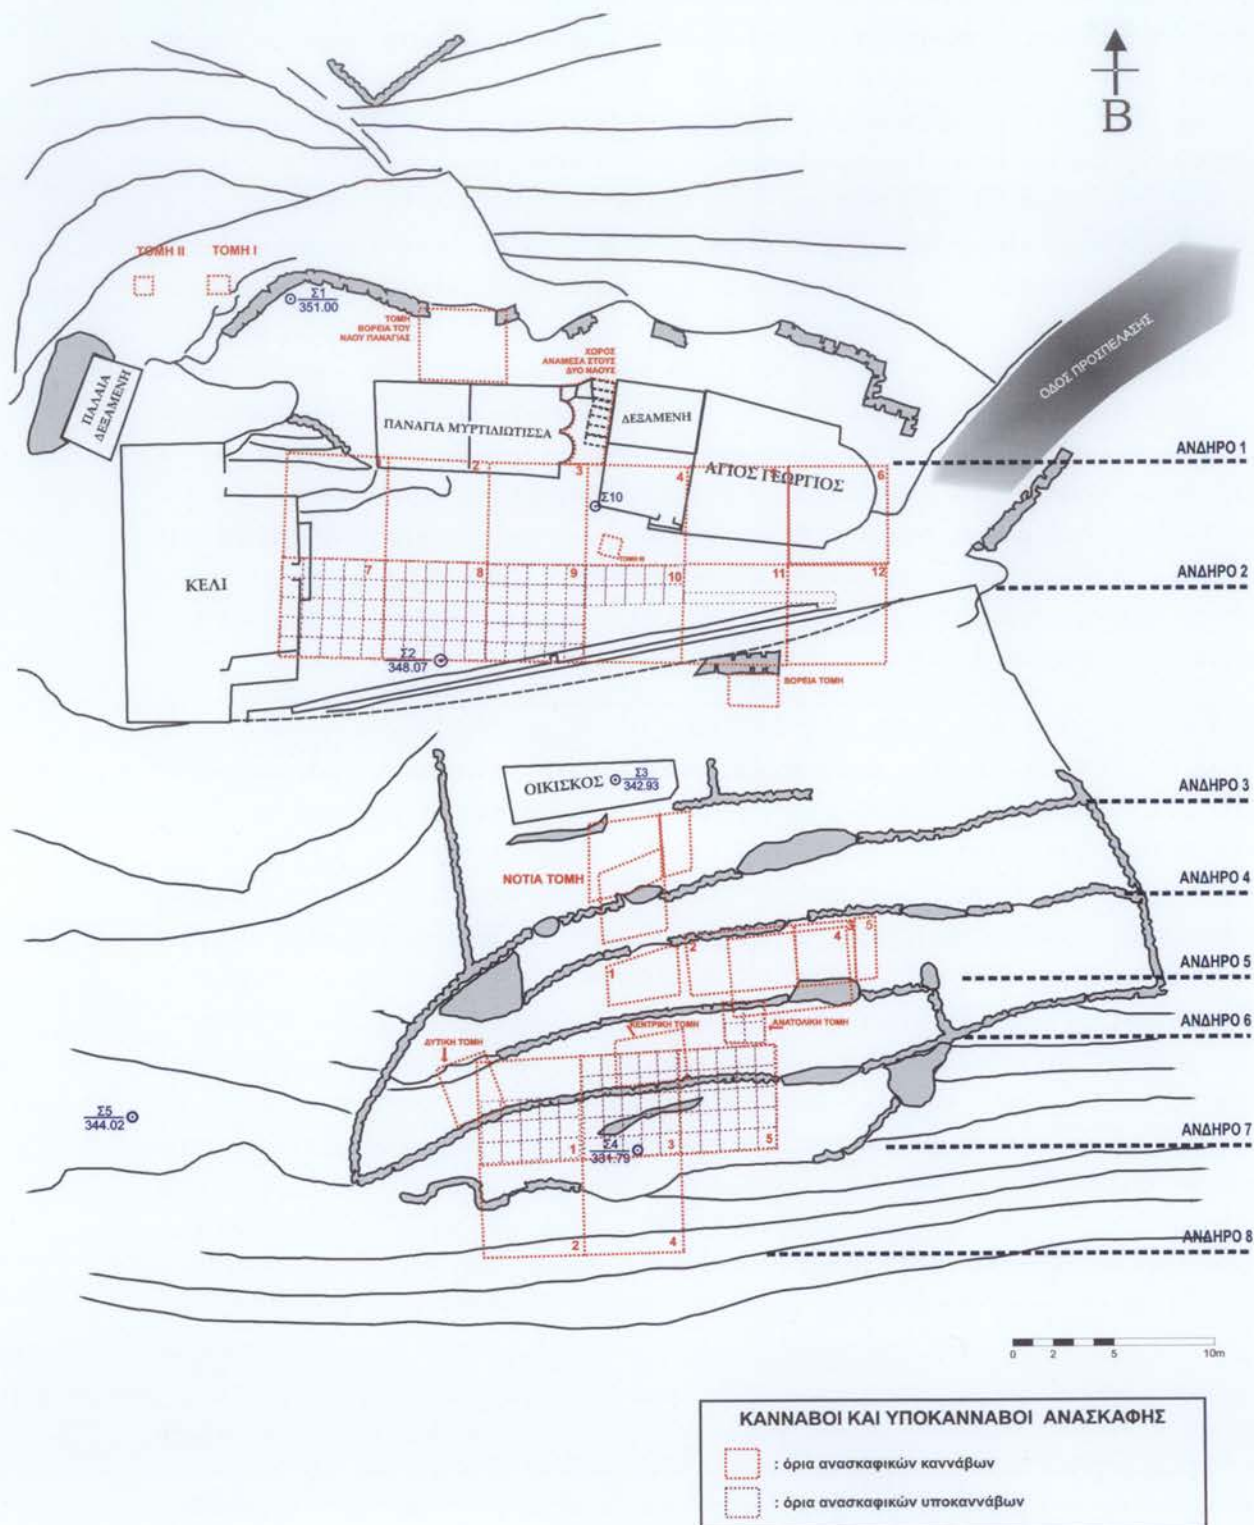 Β
ΤΟΜΗ ΙΙ
ΤΟΜΗ Ι
Σ1
351.00
ΤΟΜΗ
ΒΟΡΕΙΑ ΤΟΥ
ΝΑΟΥ ΠΑΝΑΓΙΑΣ
ΧΩΡΟΣ
ΑΝΑΜΕΣΑ ΣΤΟΥΣ
ΔΥΟ ΝΑΟΥΣ
ΟΔΟΣ ΠΡΟΣΠΕΛΑΣΗΣ
ΠΑΛΑΙΑ
ΔΕΞΑΜΕΝΗ
ΠΑΝΑΓΙΑ ΜΥΡΤΙΔΙΩΤΙΣΣΑ
ΔΕΞΑΜΕΝΗ
ΑΓΙΟΣ ΓΕΩΡΓΙΟΣ
ΑΝΔΗΡΟ 1
2
3
4
6
Σ10
ΚΕΛΙ
7
8
9
10
11
12
ΑΝΔΗΡΟ 2
Σ2
348.07
ΒΟΡΕΙΑ ΤΟΜΗ
ΟΙΚΙΣΚΟΣ
Σ3
342.93
ΑΝΔΗΡΟ 3
ΝΟΤΙΑ ΤΟΜΗ
ΑΝΔΗΡΟ 4
1
2
4
3
5
ΑΝΔΗΡΟ 5
ΔΥΤΙΚΗ ΤΟΜΗ
ΚΕΝΤΡΙΚΗ ΤΟΜΗ
ΑΝΑΤΟΛΙΚΗ ΤΟΜΗ
ΑΝΔΗΡΟ 6
Σ5
344.02
1
3
5
Σ4
331.79
ΑΝΔΗΡΟ 7
2
4
ΑΝΔΗΡΟ 8
0 2 5 10m
ΚΑΝΝΑΒΟΙ ΚΑΙ ΥΠΟΚΑΝΝΑΒΟΙ ΑΝΑΣΚΑΦΗΣ
: όρια ανασκαφικών καννάβων
: όρια ανασκαφικών υποκαννάβων